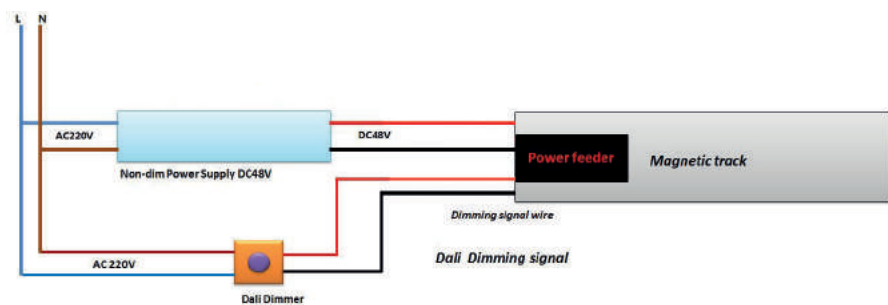 L N
AC220V
DC48V
Power feeder
Magnetic track
Non-dim Power Supply DC48V
Dimming signal wire
AC 220V
Dali Dimming signal
Dali Dimmer